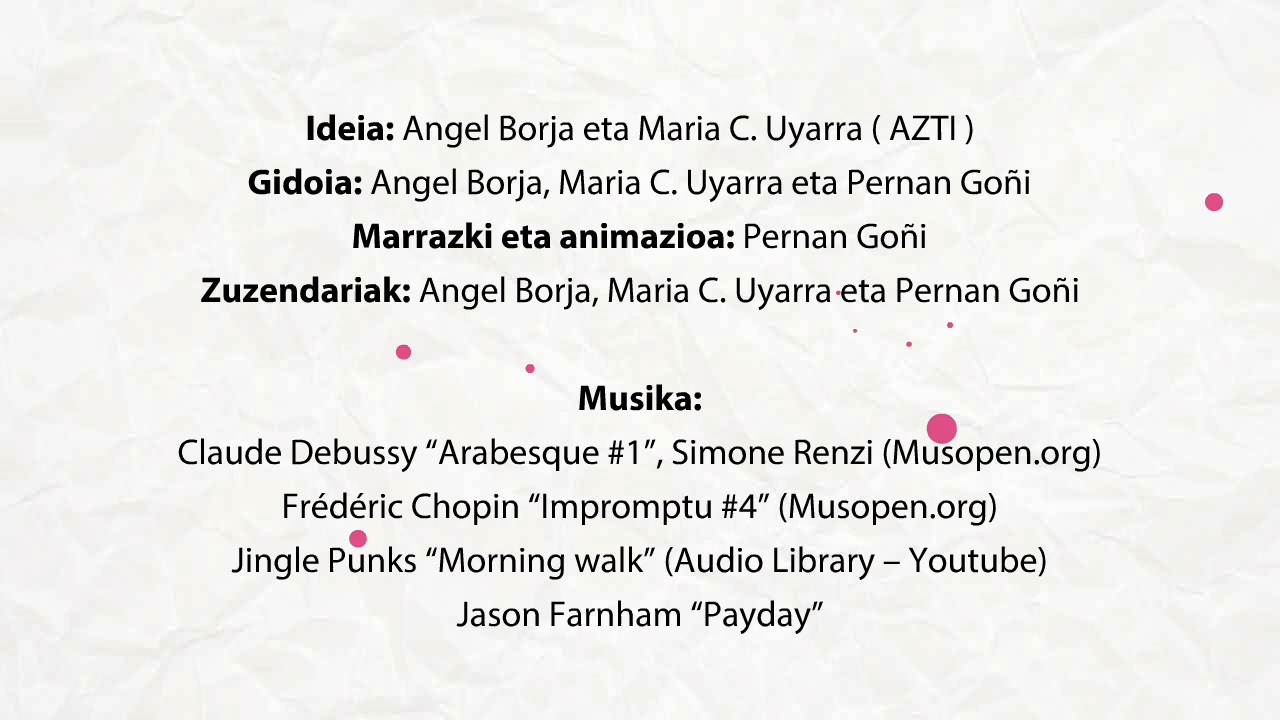 Ideia: Angel Borja eta Maria C. Uyarra ( AZTI )
Gidoia: Angel Borja, Maria C. Uyarra eta Pernan Goñi
Marrazki eta animazioa: Pernan Goñi
Zuzendariak: Angel Borja, Maria C. Uyarra eta Pernan Goñi
Musika:
Claude Debussy “Arabesque #1”, Simone Renzi (Musopen.org)
Frédéric Chopin “Impromptu #4” (Musopen.org)
Jingle Punks “Morning walk” (Audio Library – Youtube)
Jason Farnham “Payday”